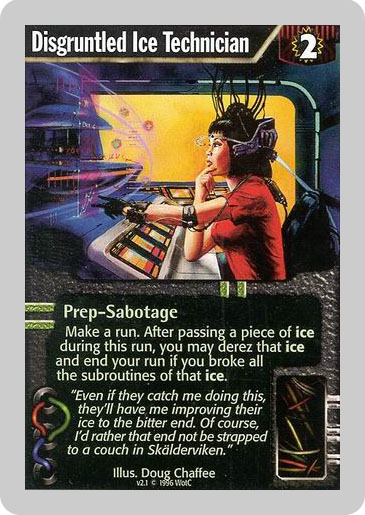 Disgruntled Ice Technician
2
Prep-Sabotage
Make a run. After passing a piece of ice
during this run, you may derez that ice
and end your run if you broke all
the subroutines of that ice.
"Even if they catch me doing this,
they'll have me improving their
ice to the bitter end. Of course,
I'd rather that end not be strapped
to a couch in Skälderviken."
Illus. Doug Chaffee
v2.1 © 1996 WotC